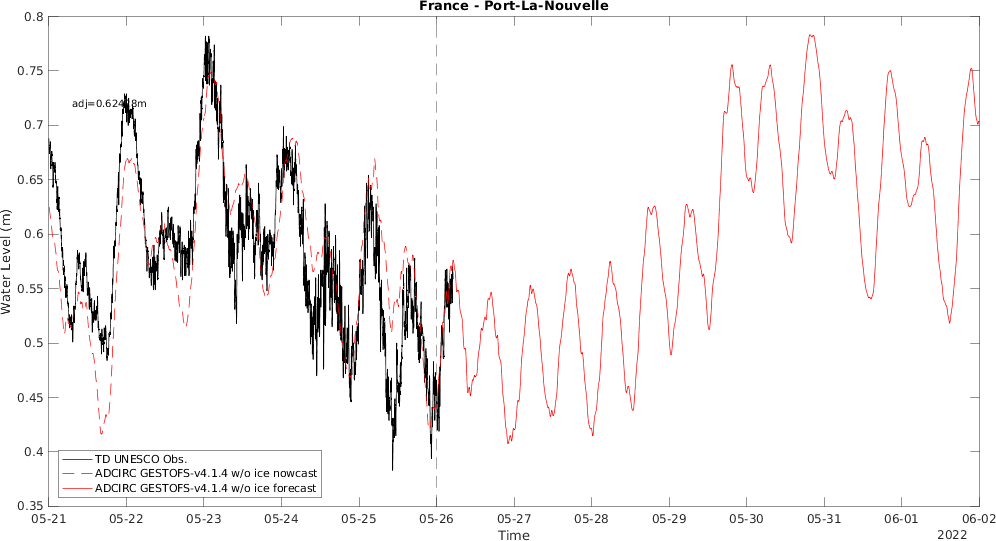 France - Port-La-Nouvelle
0.8
0.75
0.7
0.65
0.6
0.55
0.5
0.45
0.4
0.35
Water Level (m)
TD UNESCO Obs.
ADCIRC GESTOFS-v4.1.4 w/o ice nowcast
ADCIRC GESTOFS-v4.1.4 w/o ice forecast
05-21 05-22 05-23 05-24 05-25 05-26 05-27 05-28 05-29 05-30 05-31 06-01 06-02
Time
2022